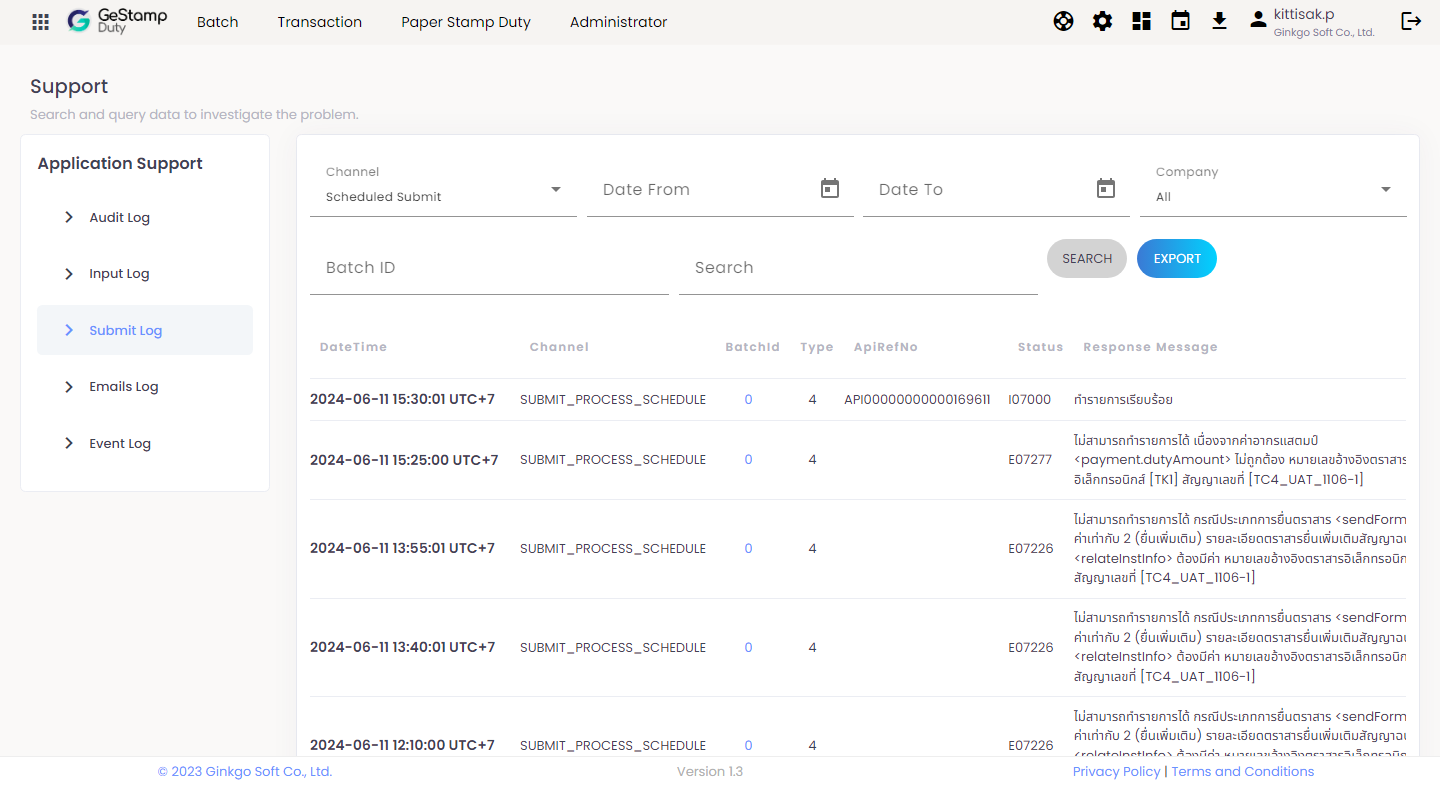 GeStamp
Duty
Batch
Transaction
Paper Stamp Duty
Administrator
kittisak.p
Ginkgo Soft Co., Ltd.
Support
Search and query data to investigate the problem.
Application Support
Audit Log
Input Log
Submit Log
Emails Log
Event Log
Channel
Scheduled Submit
Date From
Date To
Company
All
Batch ID
Search
SEARCH
EXPORT
DateTime Channel BatchId Type ApiRefNo Status Response Message
2024-06-11 15:30:01 UTC+7 SUBMIT_PROCESS_SCHEDULE 0 4 API00000000000169611 I07000 ทำรายการเรียบร้อย
2024-06-11 15:25:00 UTC+7 SUBMIT_PROCESS_SCHEDULE 0 4 E07277
ไม่สามารถทำรายการได้ เนื่องจากค่าอากรแสตมป์
<payment.dutyAmount> ไม่ถูกต้อง หมายเลขอ้างอิงตราสาร
อิเล็กทรอนิกส์ [TK1] สัญญาเลขที่ [TC4_UAT_1106-1]
2024-06-11 13:55:01 UTC+7 SUBMIT_PROCESS_SCHEDULE 0 4 E07226
ไม่สามารถทำรายการได้ กรณีประเภทการยื่นตราสาร <sendForm
ค่าเท่ากับ 2 (ยื่นเพิ่มเติม) รายละเอียดตราสารยื่นเพิ่มเติมสัญญาฉบ
<relateInstInfo> ต้องมีค่า หมายเลขอ้างอิงตราสารอิเล็กทรอนิก
สัญญาเลขที่ [TC4_UAT_1106-1]
2024-06-11 13:40:01 UTC+7 SUBMIT_PROCESS_SCHEDULE 0 4 E07226
ไม่สามารถทำรายการได้ กรณีประเภทการยื่นตราสาร <sendForm
ค่าเท่ากับ 2 (ยื่นเพิ่มเติม) รายละเอียดตราสารยื่นเพิ่มเติมสัญญาฉบ
<relateInstInfo> ต้องมีค่า หมายเลขอ้างอิงตราสารอิเล็กทรอนิก
สัญญาเลขที่ [TC4_UAT_1106-1]
2024-06-11 12:10:00 UTC+7 SUBMIT_PROCESS_SCHEDULE 0 4 E07226
ไม่สามารถทำรายการได้ กรณีประเภทการยื่นตราสาร <sendForm
ค่าเท่ากับ 2 (ยื่นเพิ่มเติม) รายละเอียดตราสารยื่นเพิ่มเติมสัญญาฉบ
© 2023 Ginkgo Soft Co., Ltd.
Version 1.3
Privacy Policy | Terms and Conditions